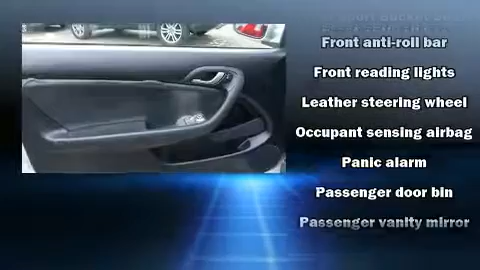 Front anti-roll bar
Front reading lights
Leather steering wheel
Occupant sensing airbag
Panic alarm
Passenger door bin
Passenger vanity mirror